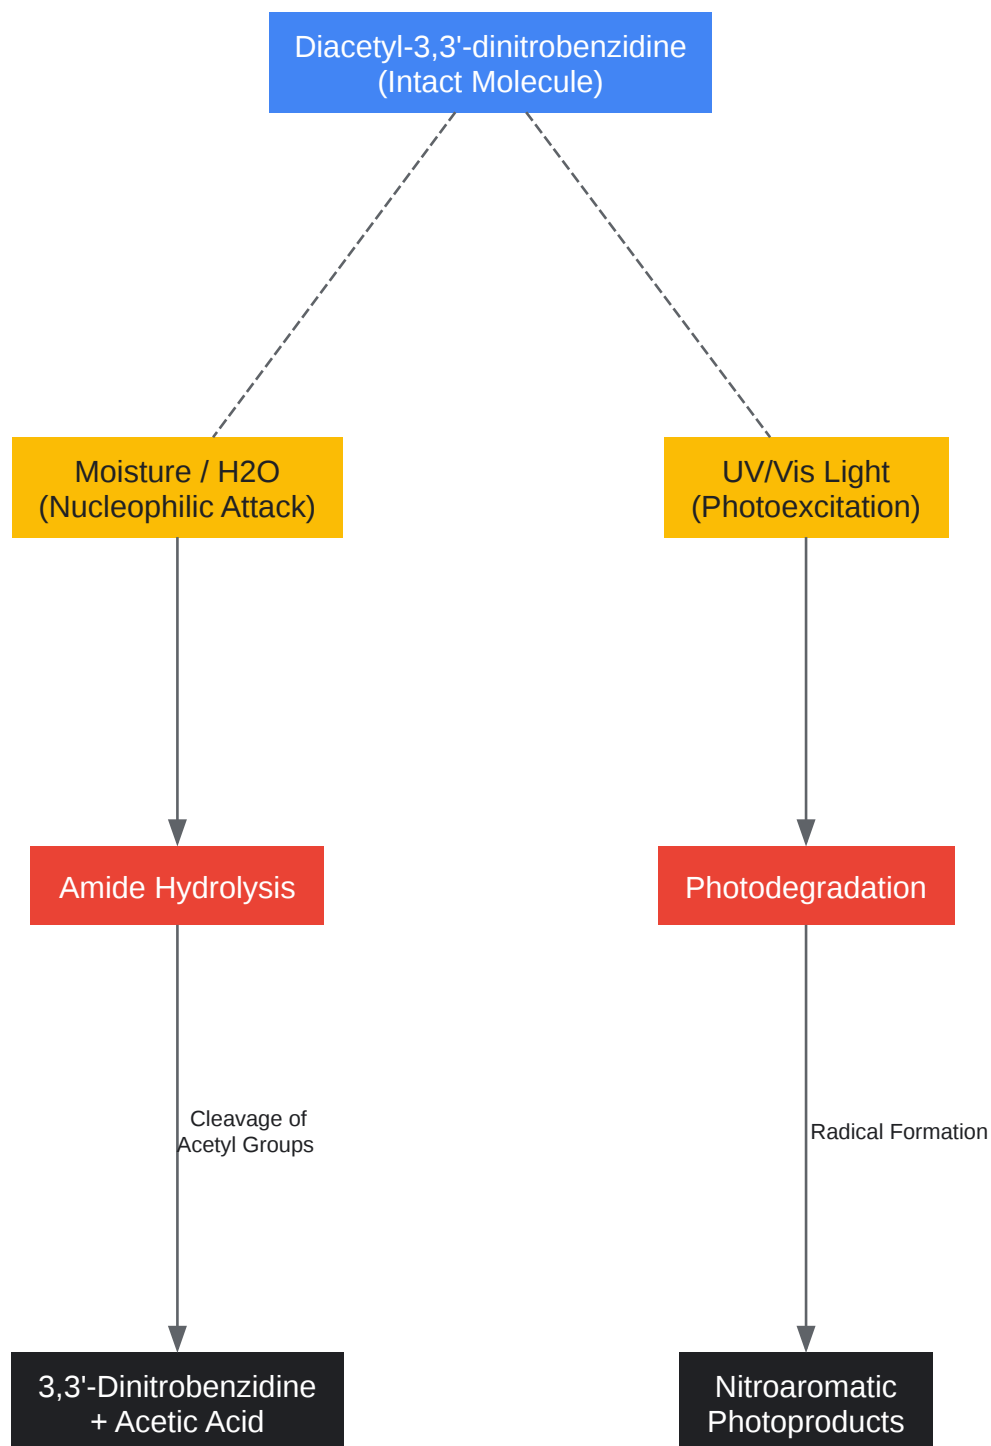 Diacetyl-3,3'-dinitrobenzidine
(Intact Molecule)
Moisture / H2O
(Nucleophilic Attack)
UV/Vis Light
(Photoexcitation)
Amide Hydrolysis
Photodegradation
Cleavage of
Acetyl Groups
Radical Formation
3,3'-Dinitrobenzidine
+ Acetic Acid
Nitroaromatic
Photoproducts